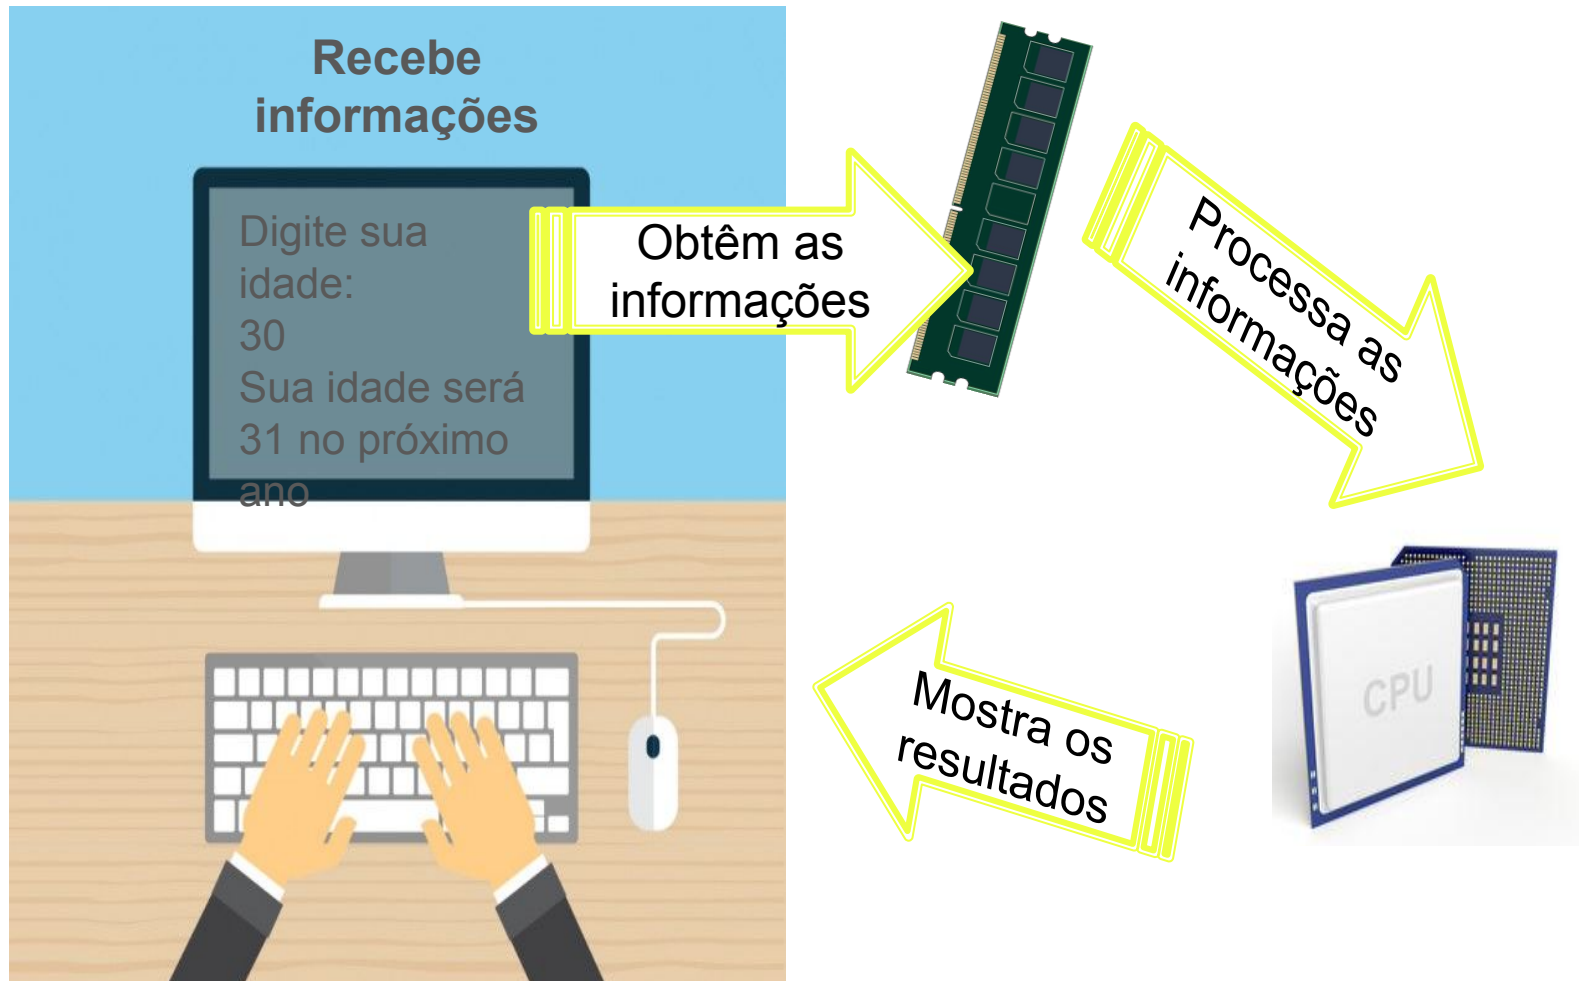 Recebe
informações
Digite sua
idade:
30
Sua idade será
31 no próximo
ano
Obtêm as
informações
Processa as
informações
CPU
Mostra os
resultados